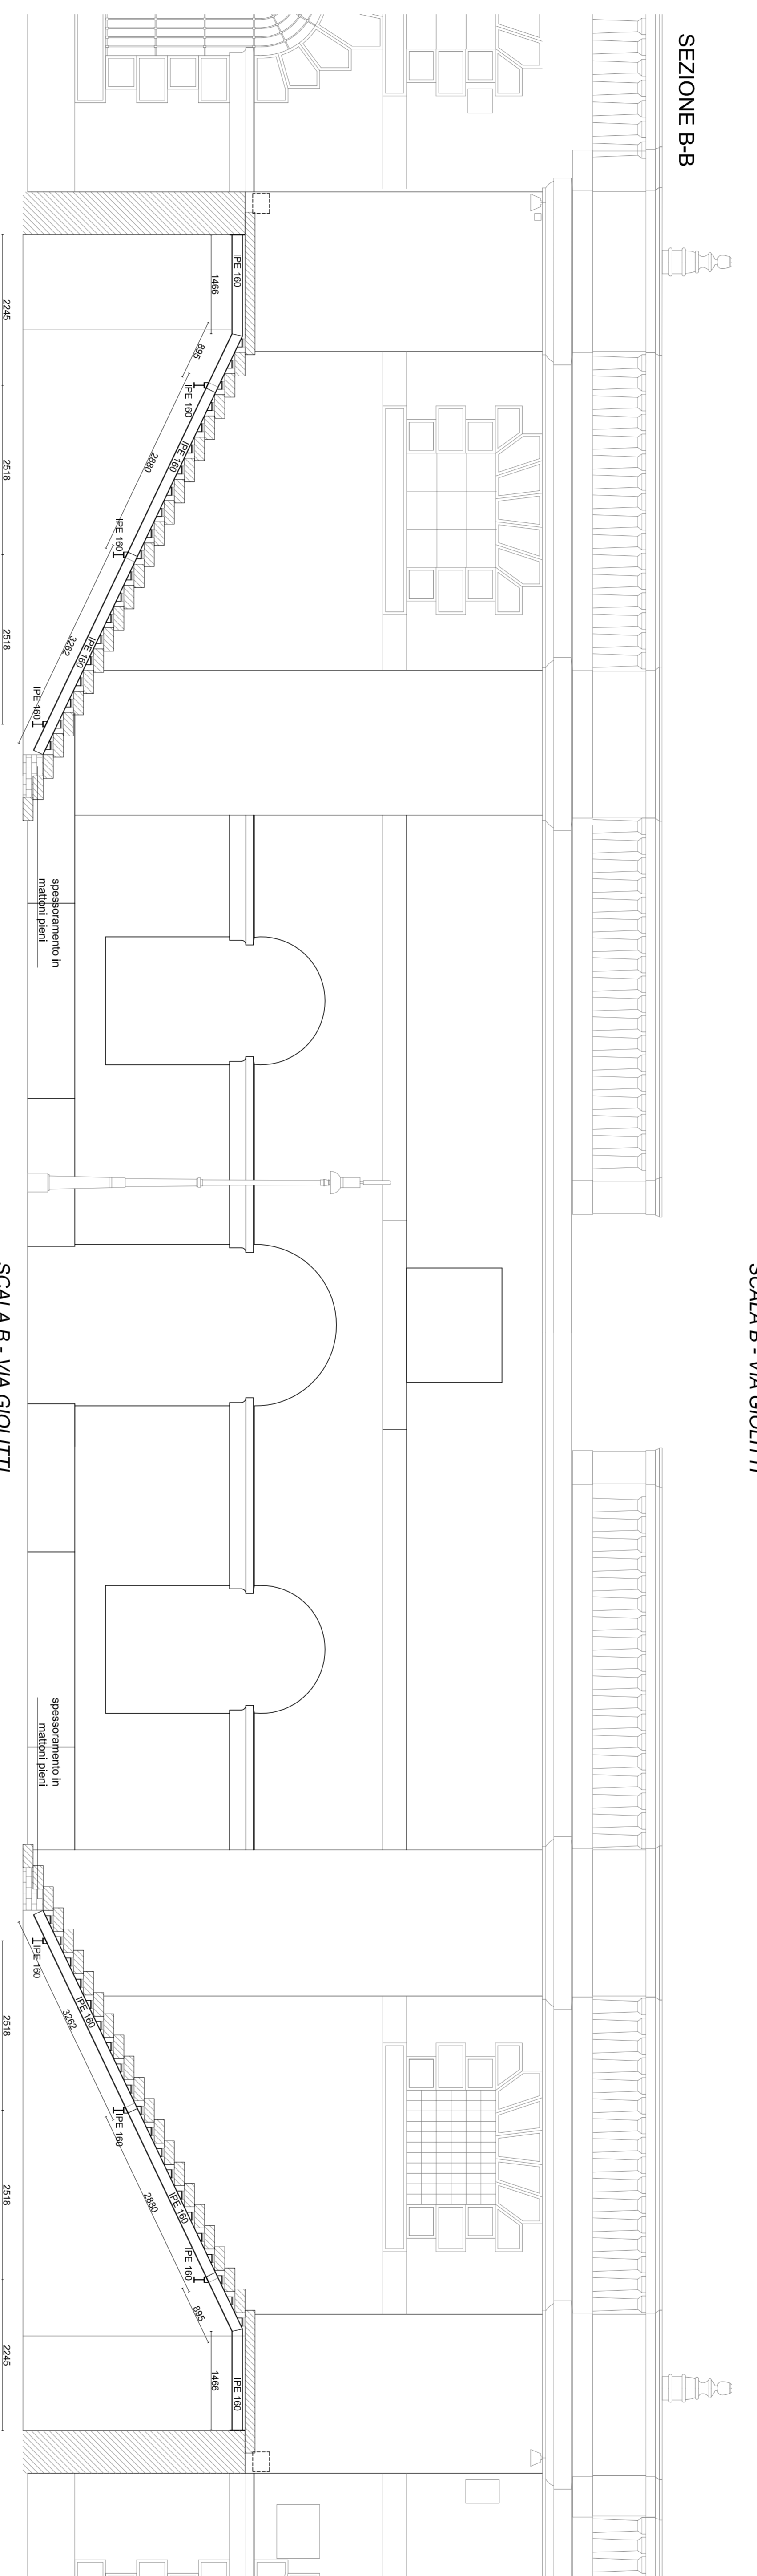 SEZIONE B-B
IPE 160
1466
895
IPE 160
2880
IPE 160
IPE 160
3262
IPE 160
IPE 160
2245
2518
2518
spessoramento in
mattoni pieni
spessoramento in
mattoni pieni
IPE 160
IPE 160
3262
IPE 160
IPE 160
2880
IPE 160
895
IPE 160
1466
2518
2518
2245
SCALA B - VIA GIOLITTI
SCALA B - VIA GIOLITTI